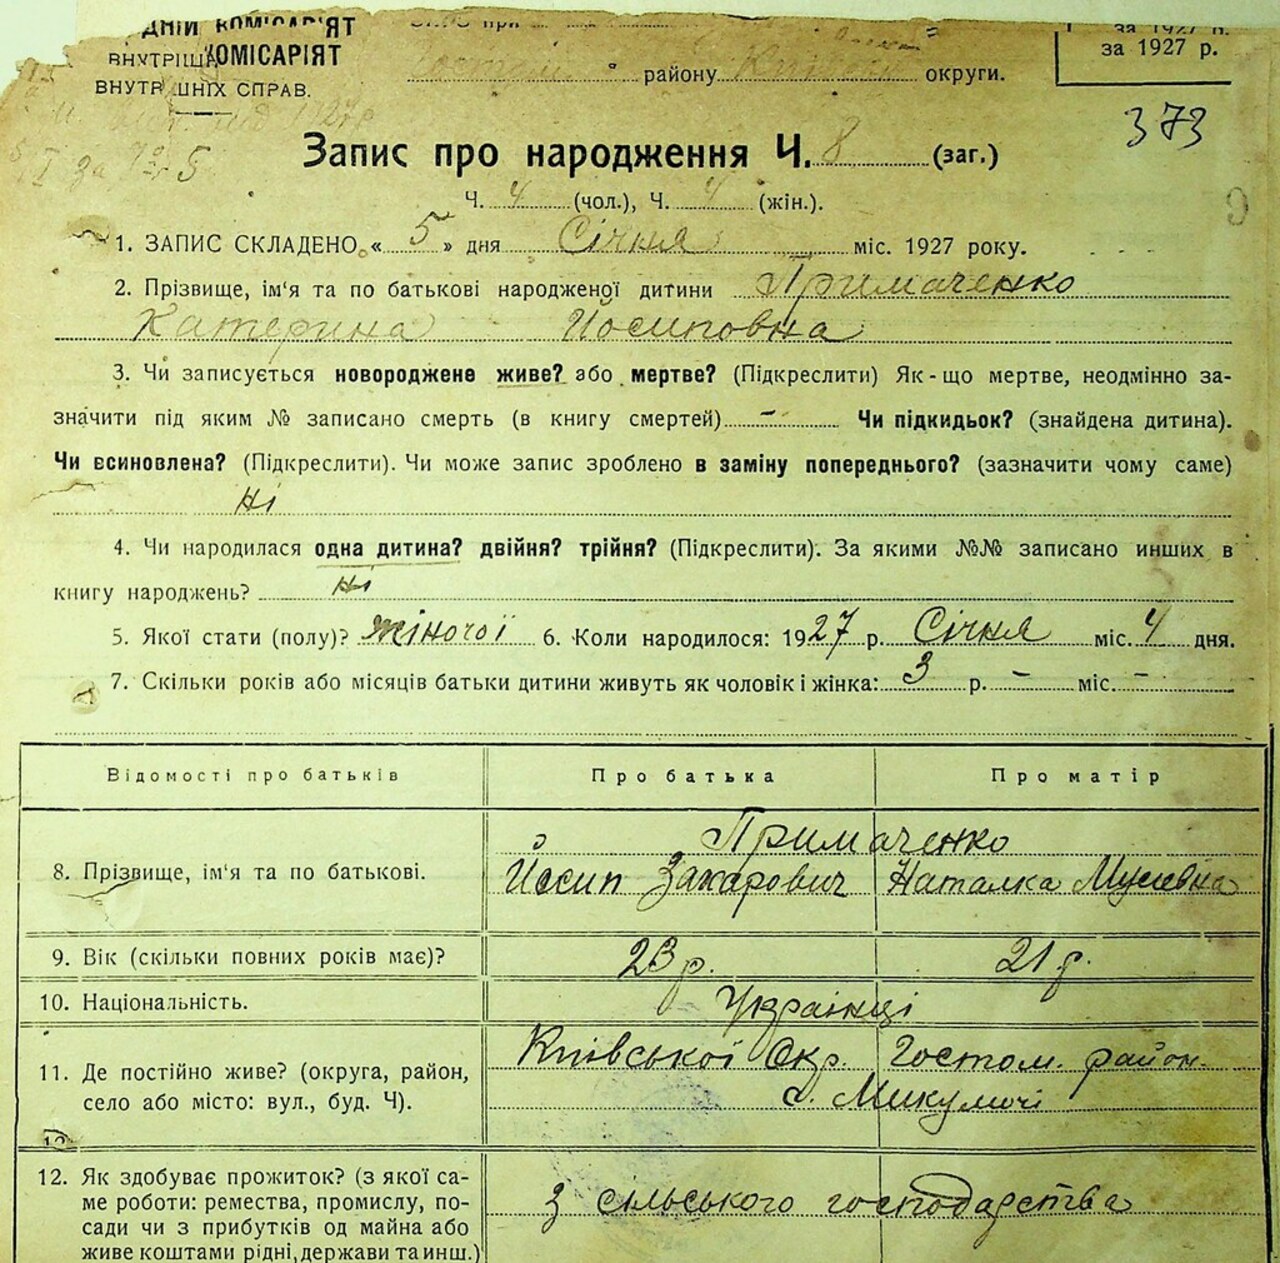 ДНІЙ КОМІСАРІЯТ
КОМІСАРІЯТ
ВНУТРІШНІХ СПРАВ.
району округи.
за 1927 р.
за 1927 р.
373
Запис про народження Ч. 8 (заг.)
Ч. 4 (чол.), Ч. 4 (жін.).
1. ЗАПИС СКЛАДЕНО „ 5 " дня Січня міс. 1927 року.
2. Прізвище, ім'я та по батькові народженої дитини Примаченко
Катерина Йосиповна
3. Чи записується новороджене живе? або мертве? (Підкреслити) Як-що мертве, неодмінно за-
значити під яким № записано смерть (в книгу смертей) – Чи підкидьок? (знайдена дитина).
Чи всиновлена? (Підкреслити). Чи може запис зроблено в заміну попереднього? (зазначити чому саме)
Ні
4. Чи народилася одна дитина? двійня? трійня? (Підкреслити). За якими №№ записано инших в
книгу народжень? Ні
5. Якої стати (полу)? жіночої 6. Коли народилося: 1927 р. Січня міс. 4 дня.
7. Скільки років або місяців батьки дитини живуть як чоловік і жінка: 3 р. – міс. –
Відомості про батьків Про батька Про матір
Примаченко
8. Прізвище, ім'я та по батькові. Йосип Захарович Наталка Мусіевна
9. Вік (скільки повних років має)? 23 р. 21 р.
10. Національність. Українці
11. Де постійно живе? (округа, район, село або місто: вул., буд. Ч). Київської Окр. Гостом. район.
с. Микуличі
12. Як здобуває прожиток? (з якої са-
ме роботи: ремества, промислу, по- з сільського господарства
сади чи з прибутків од майна або
живе коштами рідні, держави та инш.)